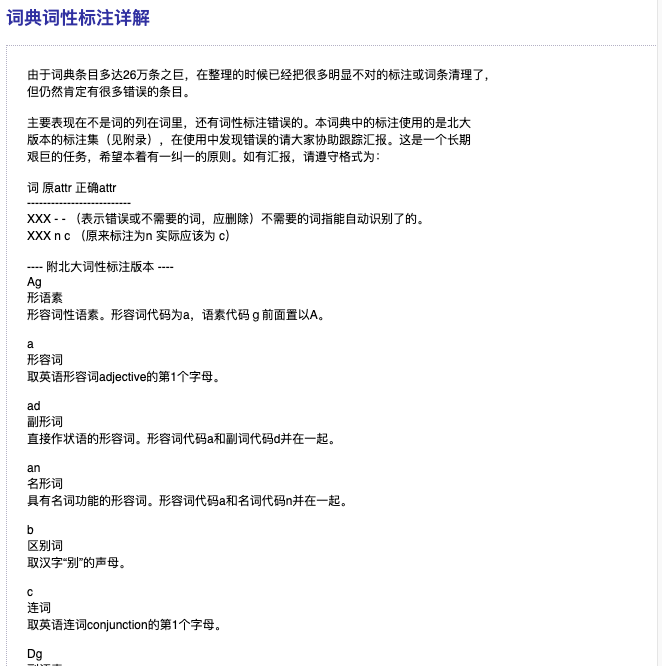 词典词性标注详解
由于词典条目多达26万条之巨，在整理的时候已经把很多明显不对的标注或词条清理了，
但仍然肯定有很多错误的条目。
主要表现在不是词的列在词里，还有词性标注错误的。本词典中的标注使用的是北大
版本的标注集（见附录），在使用中发现错误的请大家协助跟踪汇报。这是一个长期
艰巨的任务，希望本着有一纠一的原则。如有汇报，请遵守格式为：
词 原attr 正确attr
--------------------------
XXX - - （表示错误或不需要的词，应删除）不需要的词指能自动识别了的。
XXX n c （原来标注为n 实际应该为 c）
---- 附北大词性标注版本 ----
Ag
形语素
形容词性语素。形容词代码为a，语素代码ｇ前面置以A。
a
形容词
取英语形容词adjective的第1个字母。
ad
副形词
直接作状语的形容词。形容词代码a和副词代码d并在一起。
an
名形词
具有名词功能的形容词。形容词代码a和名词代码n并在一起。
b
区别词
取汉字“别”的声母。
c
连词
取英语连词conjunction的第1个字母。
Dg